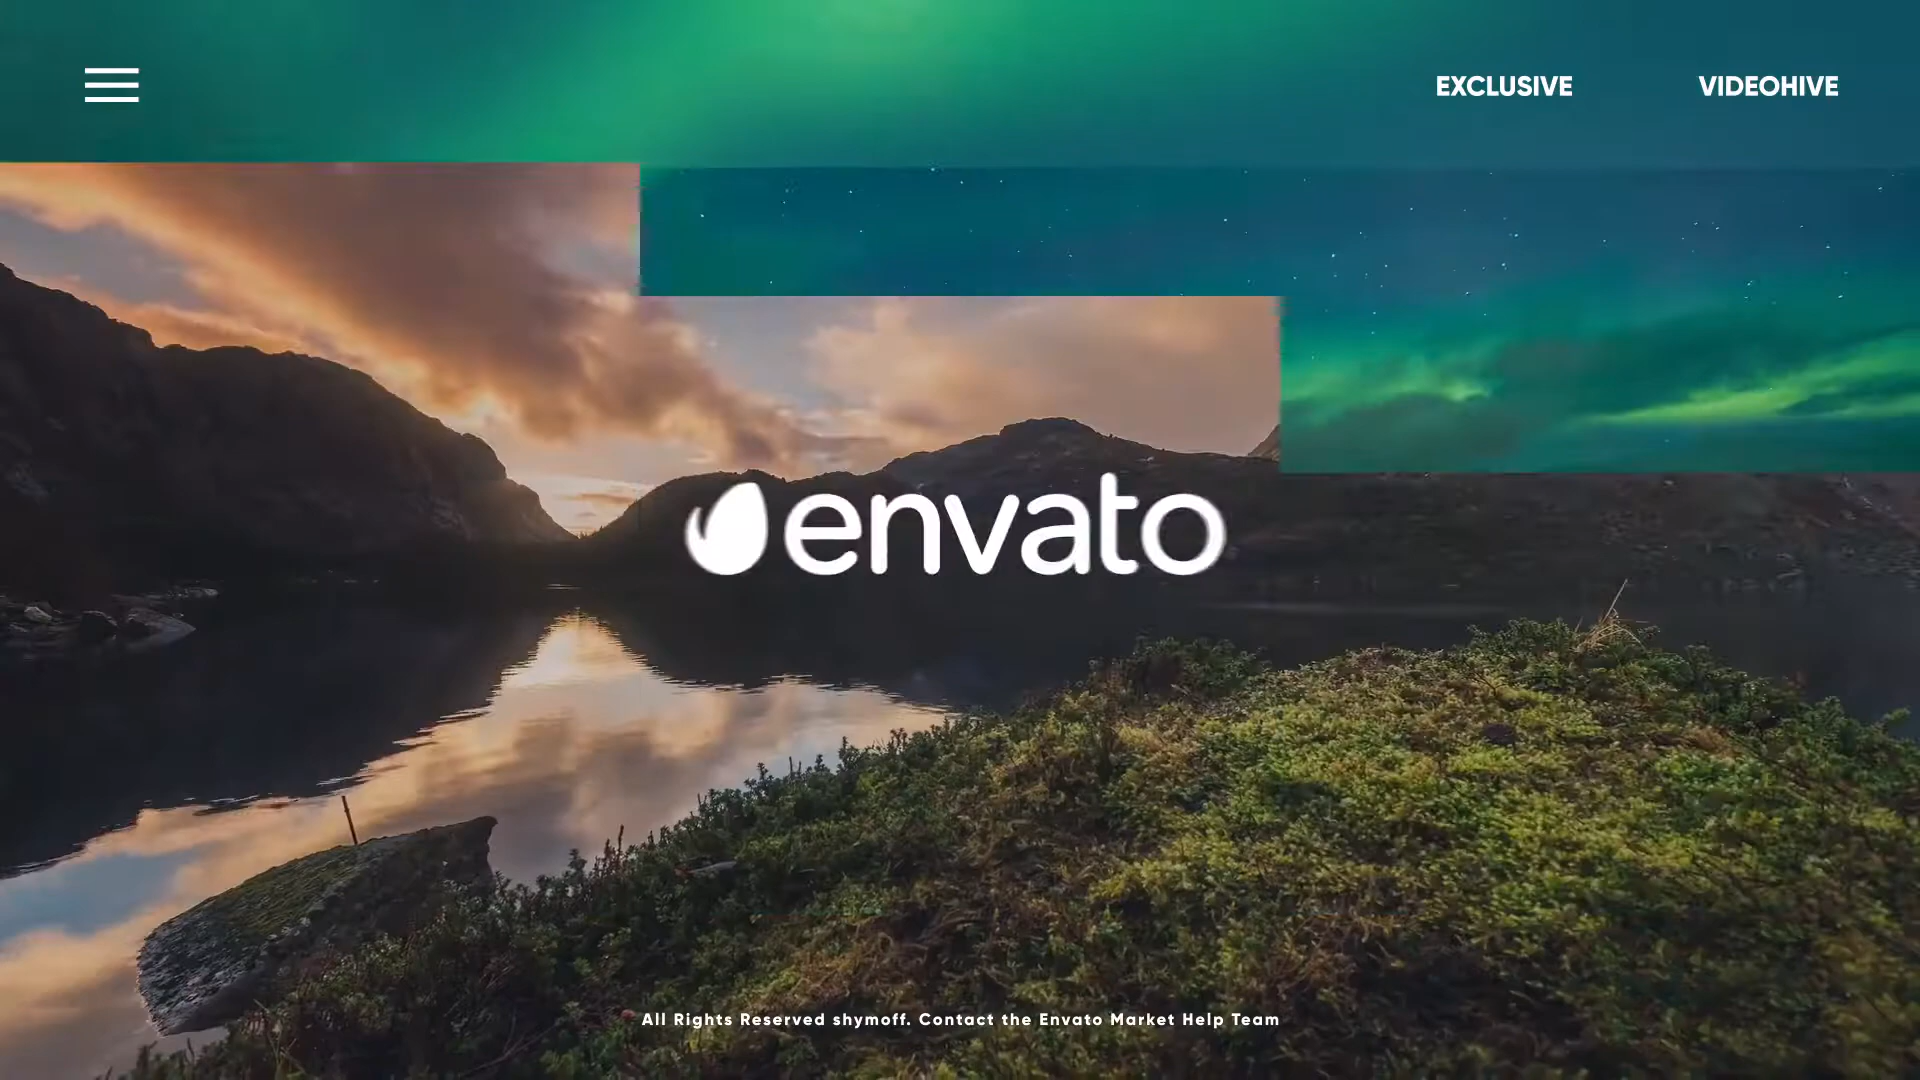 EXCLUSIVE
VIDEOHIVE
envato
All Rights Reserved shymoff. Contact the Envato Market Help Team